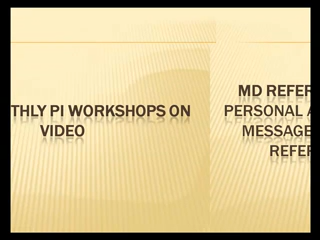 THLY PI WORKSHOPS ON
VIDEO
MD REFER
PERSONAL A
MESSAGE
REFER